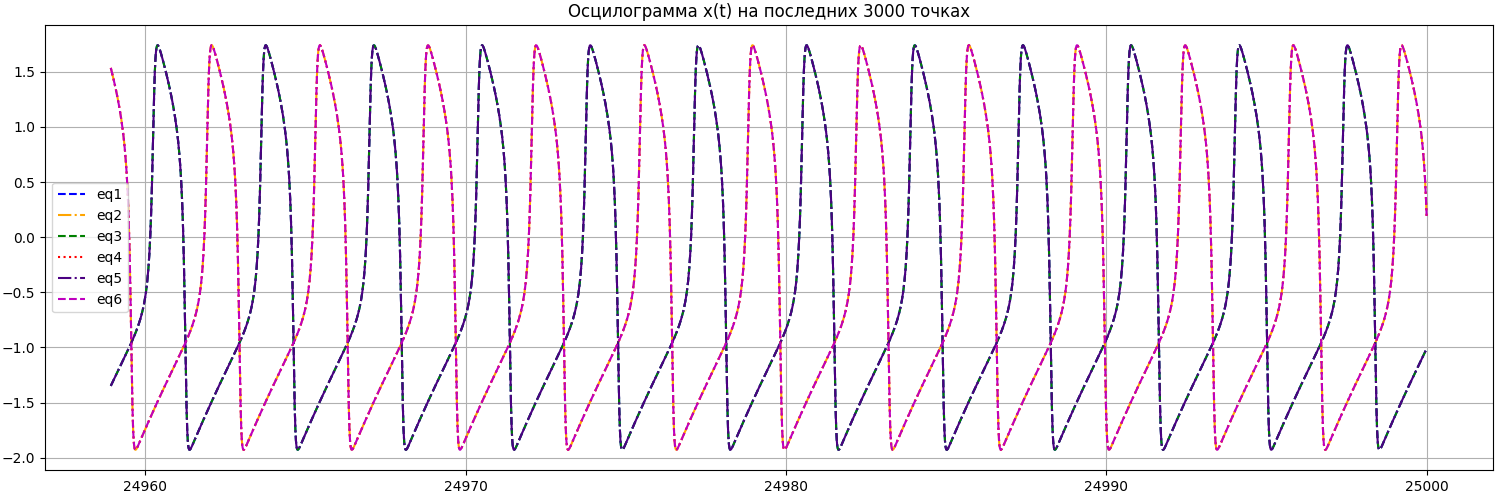 Осцилограмма x(t) на последних 3000 точках
1.5
1.0
0.5
0.0
−0.5
−1.0
−1.5
−2.0
eq1
eq2
eq3
eq4
eq5
eq6
24960
24970
24980
24990
25000